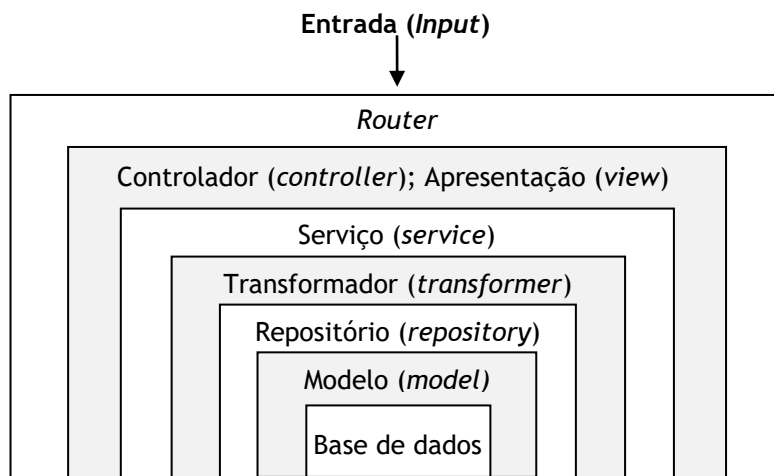 Entrada (Input)
Router
Controlador (controller); Apresentação (view)
Serviço (service)
Transformador (transformer)
Repositório (repository)
Modelo (model)
Base de dados